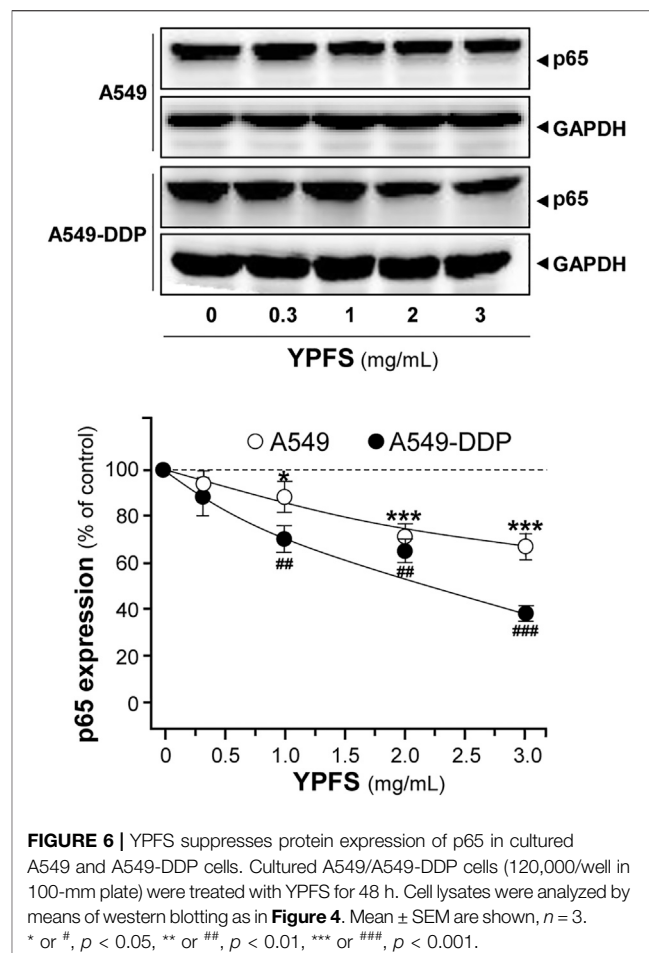 A549
p65
GAPDH
A549-DDP
p65
GAPDH
0 0.3 1 2 3
YPFS (mg/mL)
p65 expression (% of control)
A549 A549-DDP
100
80
60
40
20
0
*
***
***
##
##
###
0 0.5 1.0 1.5 2.0 2.5 3.0
YPFS (mg/mL)
FIGURE 6 | YPFS suppresses protein expression of p65 in cultured
A549 and A549-DDP cells. Cultured A549/A549-DDP cells (120,000/well in
100-mm plate) were treated with YPFS for 48 h. Cell lysates were analyzed by
means of western blotting as in Figure 4. Mean ± SEM are shown, n = 3.
* or #, p < 0.05, ** or ##, p < 0.01, *** or ###, p < 0.001.